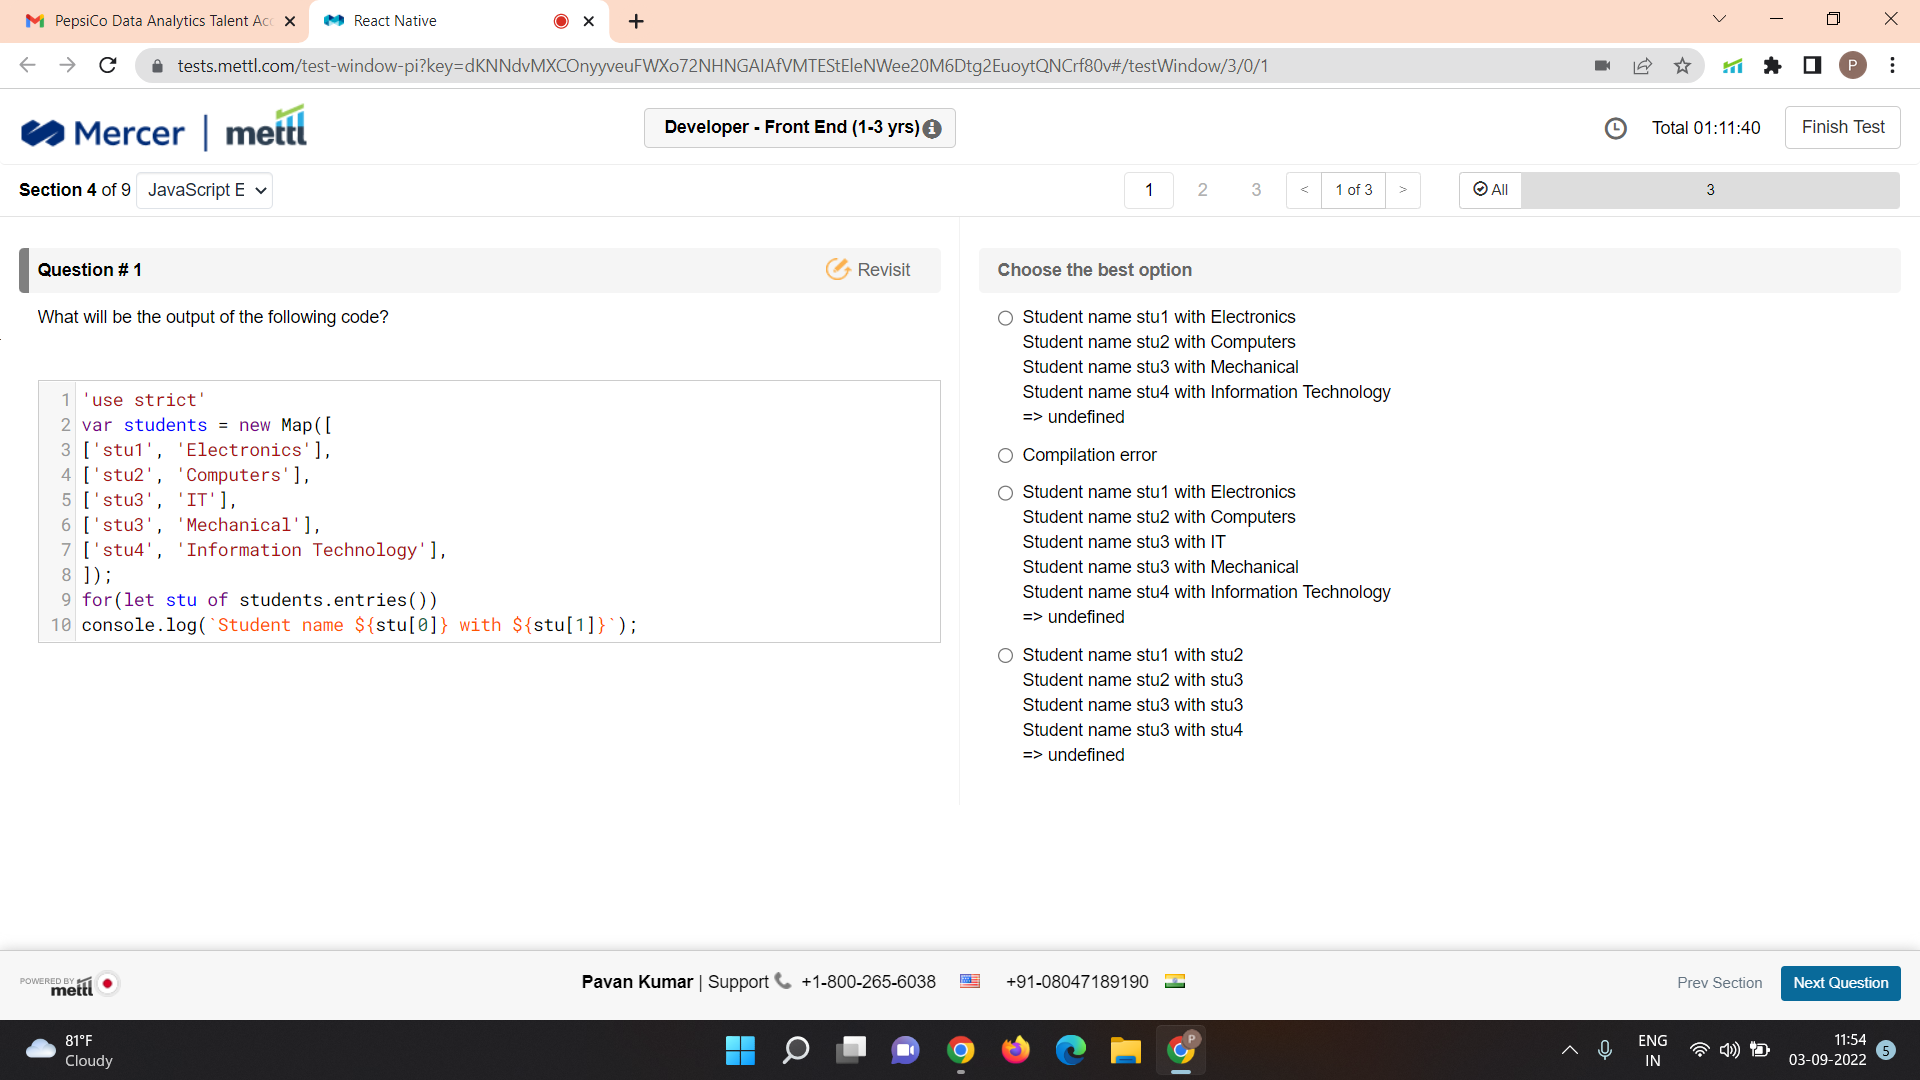 PepsiCo Data Analytics Talent Acc
React Native
tests.mettl.com/test-window-pi?key=dKNNdvMXCOnyyveuFWXo72NHNGAIAfVMTEStEleNWee20M6Dtg2EuoytQNCrf80v#/testWindow/3/0/1
P
Mercer | mettl
Developer - Front End (1-3 yrs)
Total 01:11:40
Finish Test
Section 4 of 9
JavaScript E
1
2
3
<
1 of 3
>
All
3
Question # 1
Revisit
What will be the output of the following code?
1 'use strict'
2 var students = new Map([
3 ['stu1', 'Electronics'],
4 ['stu2', 'Computers'],
5 ['stu3', 'IT'],
6 ['stu3', 'Mechanical'],
7 ['stu4', 'Information Technology'],
8 ]);
9 for(let stu of students.entries())
10 console.log(`Student name ${stu[0]} with ${stu[1]}`);
Choose the best option
Student name stu1 with Electronics
Student name stu2 with Computers
Student name stu3 with Mechanical
Student name stu4 with Information Technology
=> undefined
Compilation error
Student name stu1 with Electronics
Student name stu2 with Computers
Student name stu3 with IT
Student name stu3 with Mechanical
Student name stu4 with Information Technology
=> undefined
Student name stu1 with stu2
Student name stu2 with stu3
Student name stu3 with stu3
Student name stu3 with stu4
=> undefined
POWERED BY
mettl
Pavan Kumar | Support +1-800-265-6038 +91-08047189190
Prev Section
Next Question
81°F
Cloudy
P
ENG
IN
11:54
03-09-2022
5